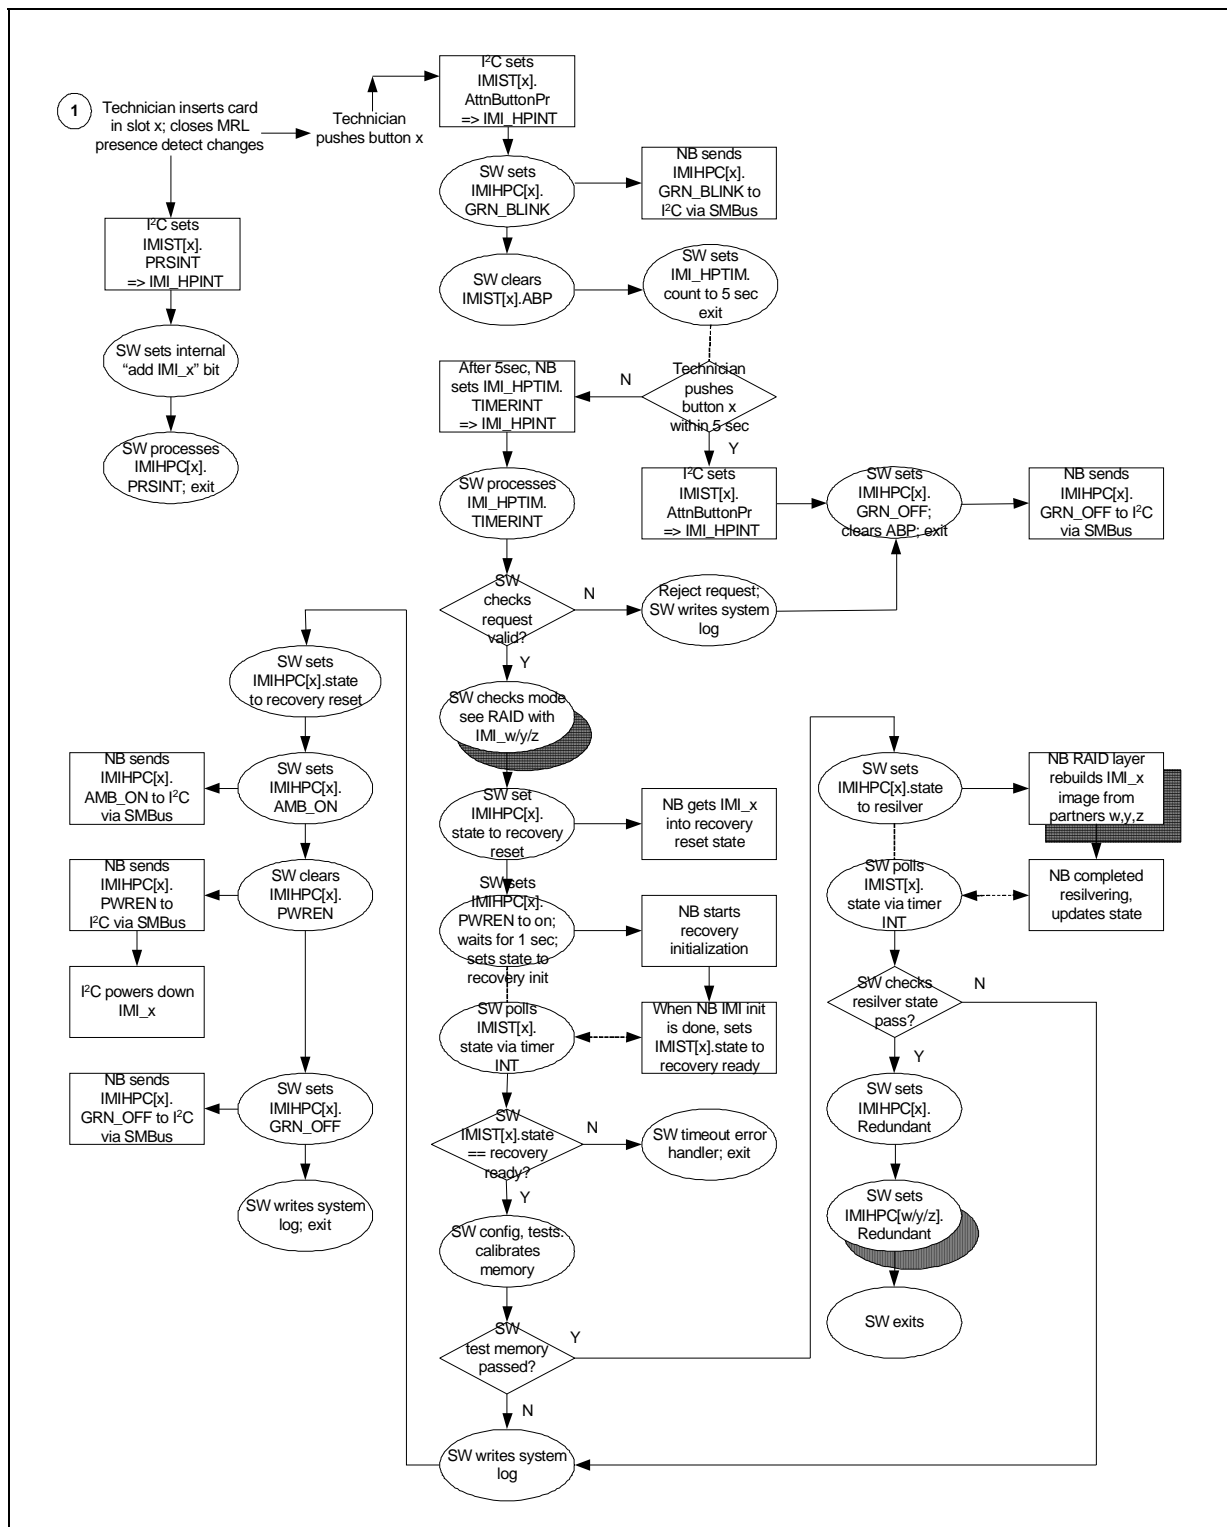 1
Technician inserts card
in slot x; closes MRL
presence detect changes
Technician
pushes button x
I²C sets
IMIST[x].
AttnButtonPr
=> IMI_HPINT
SW sets
IMIHPC[x].
GRN_BLINK
NB sends
IMIHPC[x].
GRN_BLINK to
I²C via SMBus
I²C sets
IMIST[x].
PRSINT
=> IMI_HPINT
SW clears
IMIST[x].ABP
SW sets
IMI_HPTIM.
count to 5 sec
exit
SW sets internal
“add IMI_x” bit
After 5sec, NB
sets IMI_HPTIM.
TIMERINT
=> IMI_HPINT
N
Technician
pushes
button x
within 5 sec
Y
SW processes
IMIHPC[x].
PRSINT; exit
SW processes
IMI_HPTIM.
TIMERINT
I²C sets
IMIST[x].
AttnButtonPr
=> IMI_HPINT
SW sets
IMIHPC[x].
GRN_OFF;
clears ABP; exit
NB sends
IMIHPC[x].
GRN_OFF to I²C
via SMBus
SW
checks
request
valid?
N
Reject request;
SW writes system
log
Y
SW sets
IMIHPC[x].state
to recovery reset
SW checks mode
see RAID with
IMI_w/y/z
NB sends
IMIHPC[x].
AMB_ON to I²C
via SMBus
SW sets
IMIHPC[x].
AMB_ON
SW set
IMIHPC[x].
state to recovery
reset
NB gets IMI_x
into recovery
reset state
SW sets
IMIHPC[x].state
to resilver
NB RAID layer
rebuilds IMI_x
image from
partners w,y,z
NB sends
IMIHPC[x].
PWREN to
I²C via SMBus
SW clears
IMIHPC[x].
PWREN
SW sets
IMIHPC[x].
PWREN to on;
waits for 1 sec;
sets state to
recovery init
NB starts
recovery
initialization
SW polls
IMIST[x].
state via timer
INT
NB completed
resilvering,
updates state
I²C powers down
IMI_x
SW polls
IMIST[x].
state via timer
INT
When NB IMI init
is done, sets
IMIST[x].state to
recovery ready
SW checks
resilver state
pass?
N
Y
NB sends
IMIHPC[x].
GRN_OFF to I²C
via SMBus
SW sets
IMIHPC[x].
GRN_OFF
SW
IMIST[x].state
== recovery
ready?
N
SW timeout error
handler; exit
SW sets
IMIHPC[x].
Redundant
Y
SW writes system
log; exit
SW config, tests.
calibrates
memory
SW sets
IMIHPC[w/y/z].
Redundant
SW
test memory
passed?
Y
SW exits
N
SW writes system
log